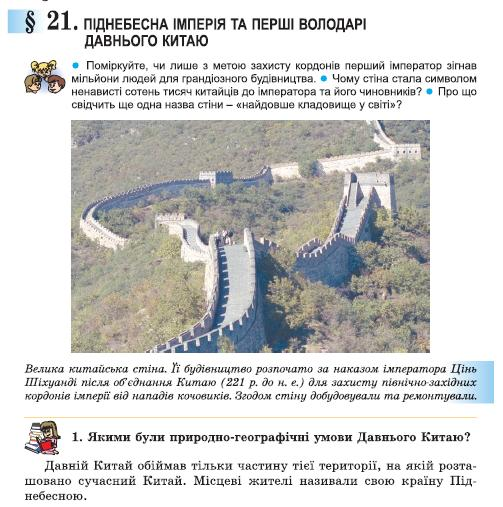 § 21. ПІДНЕБЕСНА ІМПЕРІЯ ТА ПЕРШІ ВОЛОДАРІ
ДАВНЬОГО КИТАЮ
● Поміркуйте, чи лише з метою захисту кордонів перший імператор зігнав
мільйони людей для грандіозного будівництва. ● Чому стіна стала символом
ненависті сотень тисяч китайців до імператора та його чиновників? ● Про що
свідчить ще одна назва стіни – «найдовше кладовище у світі»?
Велика китайська стіна. Її будівництво розпочато за наказом імператора Цінь
Шіхуанді після об'єднання Китаю (221 р. до н. е.) для захисту північно-західних
кордонів імперії від нападів кочовиків. Згодом стіну добудовували та ремонтували.
1. Якими були природно-географічні умови Давнього Китаю?
Давній Китай обіймав тільки частину тієї території, на якій розта-
шовано сучасний Китай. Місцеві жителі називали свою країну Під-
небесною.